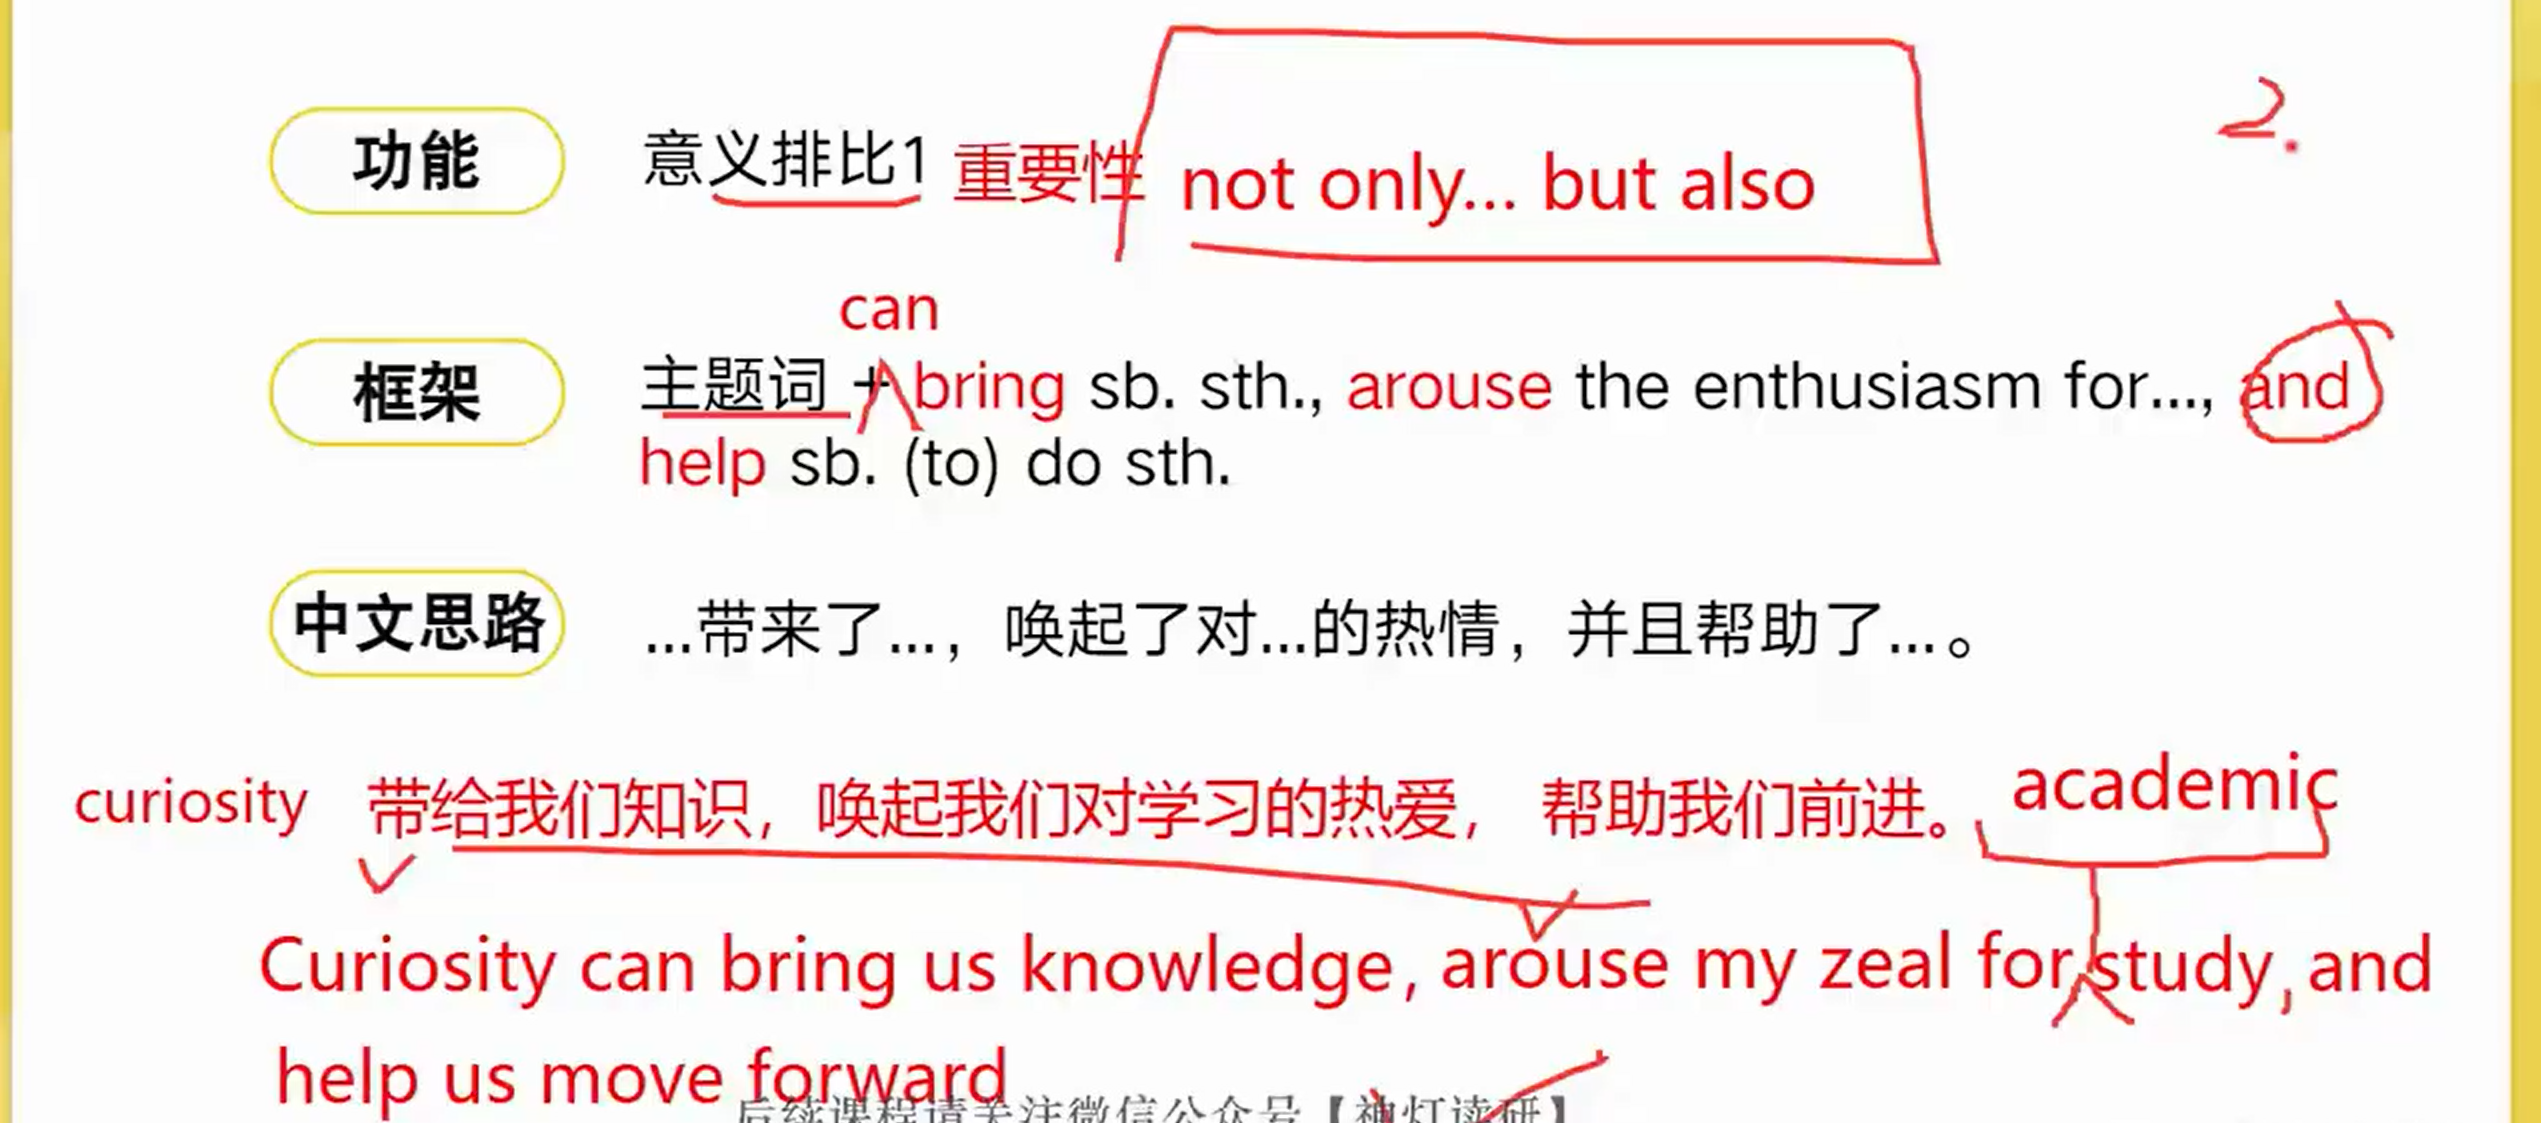 功能 意义排比1 重要性 not only... but also 2.
can
框架 主题词 + bring sb. sth., arouse the enthusiasm for..., and
help sb. (to) do sth.
中文思路 ...带来了...，唤起了对...的热情，并且帮助了...。
curiosity 带给我们知识，唤起我们对学习的热爱， 帮助我们前进。 academic
Curiosity can bring us knowledge, arouse my zeal for study, and
help us move forward
后续课程请关注微信公众号【神灯读研】